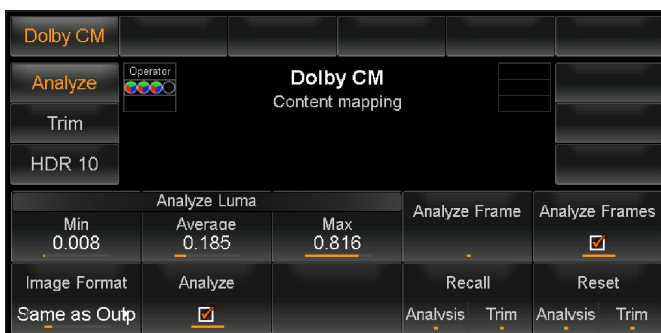 Dolby CM
Analyze
Operator
Dolby CM
Content mapping
Trim
HDR 10
Analyze Luma
Min
0.008
Average
0.185
Max
0.816
Analyze Frame
Analyze Frames
Image Format
Same as Outp
Analyze
Recall
Analysis Trim
Reset
Analysis Trim